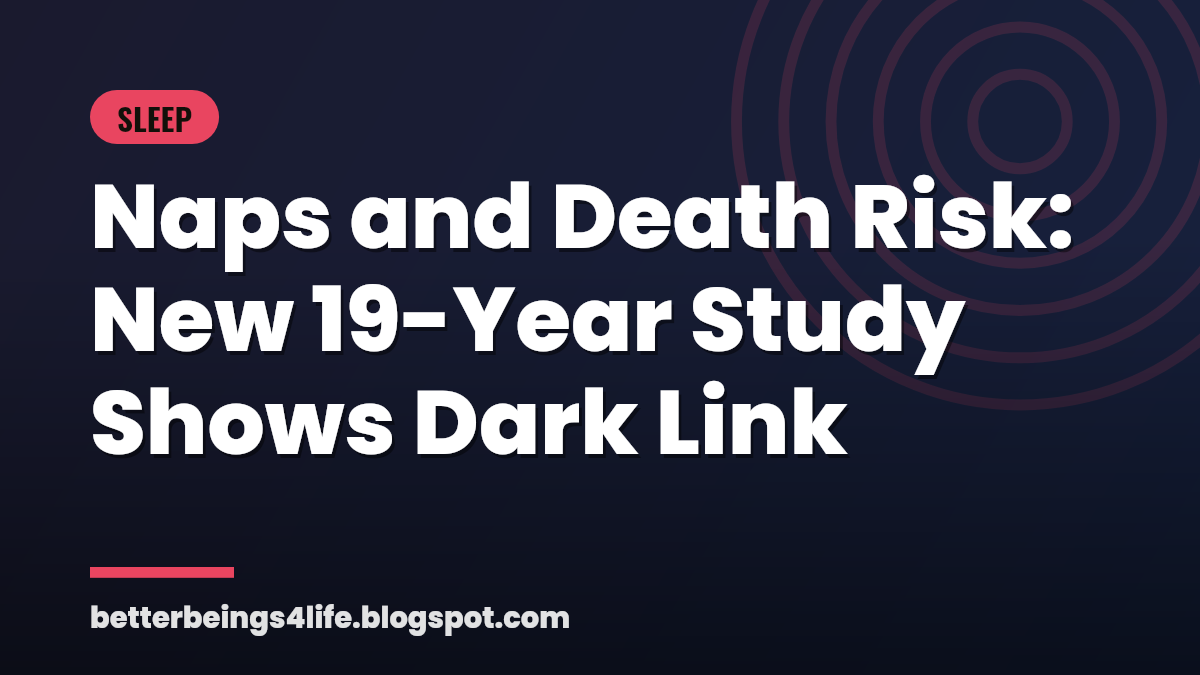 SLEEP
Naps and Death Risk:
New 19-Year Study
Shows Dark Link
betterbeings4life.blogspot.com